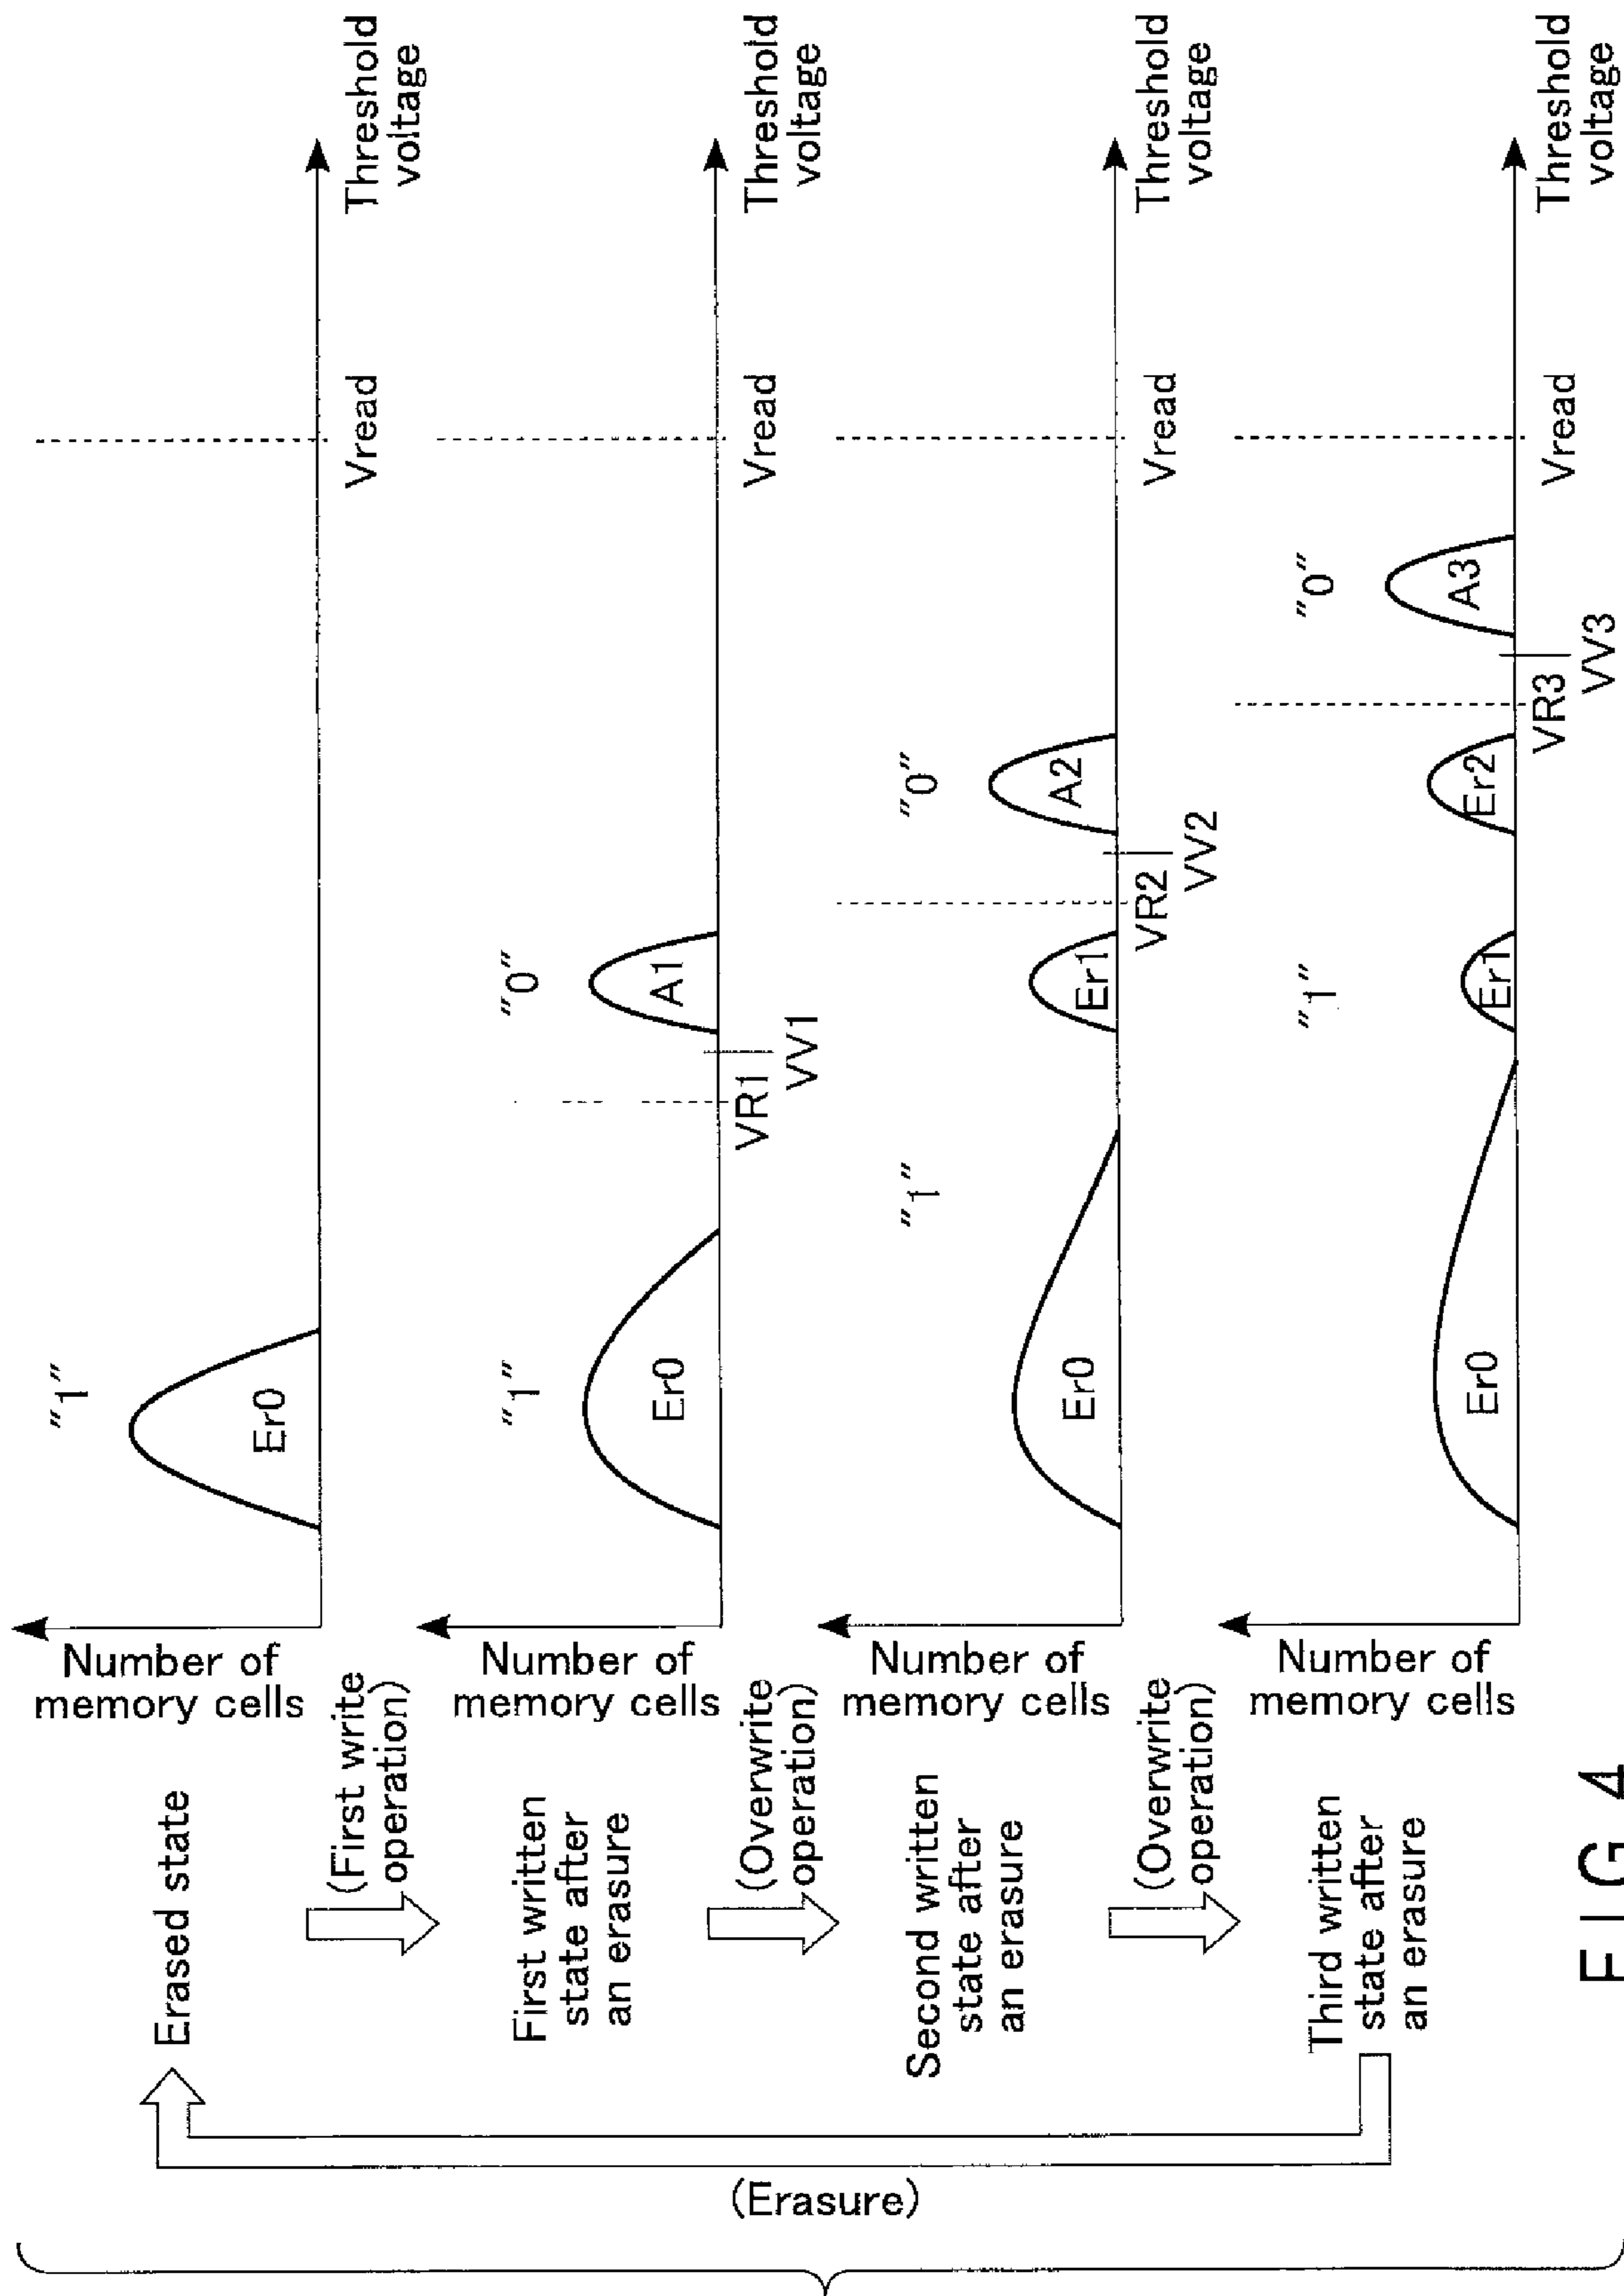 Erased state
Number of
memory cells
"1"
Er0
Vread
Threshold
voltage
(First write
operation)
First written
state after
an erasure
Number of
memory cells
"1"
Er0
"0"
A1
VR1
VV1
Vread
Threshold
voltage
(Overwrite
operation)
Second written
state after
an erasure
Number of
memory cells
"1"
Er0
Er1
"0"
A2
VR2
VV2
Vread
Threshold
voltage
(Overwrite
operation)
Third written
state after
an erasure
Number of
memory cells
"1"
Er0
Er1
Er2
"0"
A3
VR3
VV3
Vread
Threshold
voltage
(Erasure)
FIG. 4